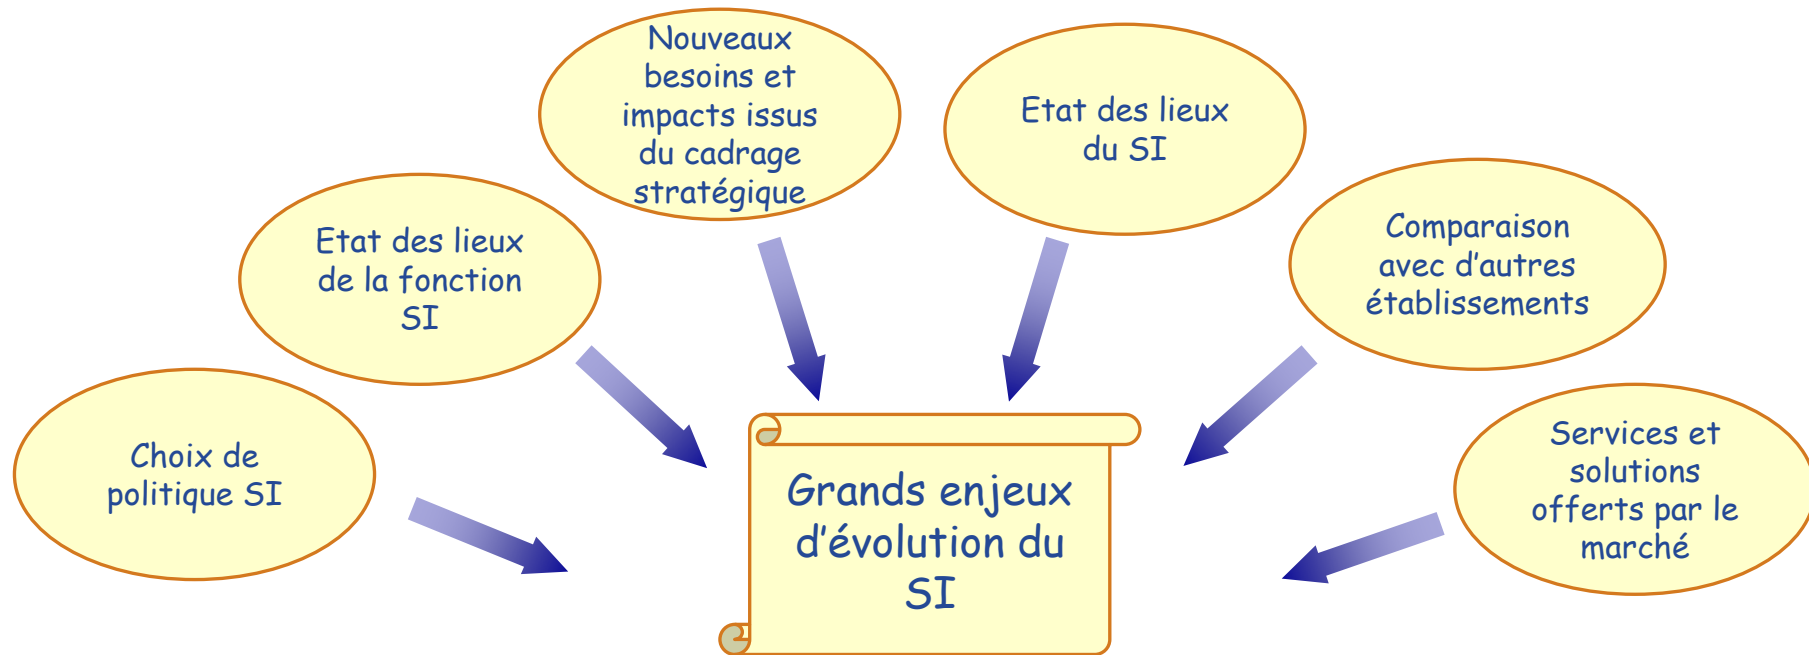 Nouveaux
besoins et
impacts issus
du cadrage
stratégique
Etat des lieux
du SI
Etat des lieux
de la fonction
SI
Comparaison
avec d'autres
établissements
Choix de
politique SI
Services et
solutions
offerts par le
marché
Grands enjeux
d'évolution du
SI